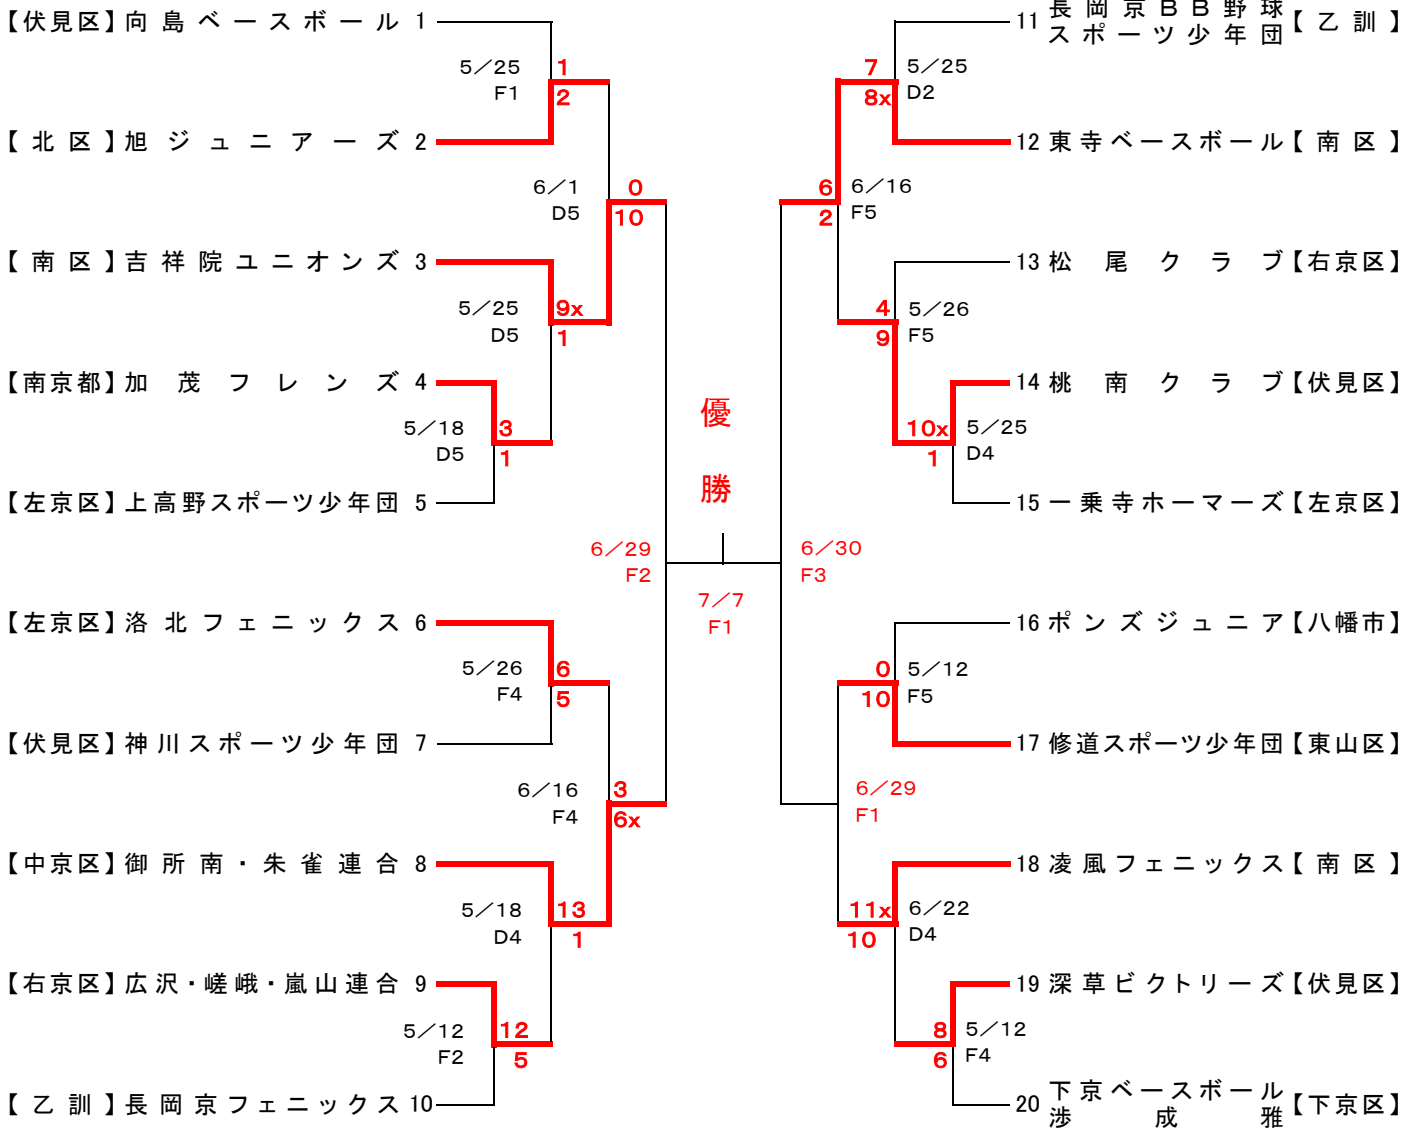 【伏見区】向島ベースボール 1
5／25 1
F1 2
【北区】旭ジュニアーズ 2
6／1 0
D5 10
【南区】吉祥院ユニオンズ 3
5／25 9x
D5 1
【南京都】加茂フレンズ 4
5／18 3
D5 1
【左京区】上高野スポーツ少年団 5
6／29
F2
【左京区】洛北フェニックス 6
5／26 6
F4 5
【伏見区】神川スポーツ少年団 7
6／16 3
F4 6x
【中京区】御所南・朱雀連合 8
5／18 13
D4 1
【右京区】広沢・嵯峨・嵐山連合 9
5／12 12
F2 5
【乙訓】長岡京フェニックス 10
優
勝
7／7
F1
11 長岡京ＢＢ野球
スポーツ少年団【乙訓】
7 5／25
8x D2
12 東寺ベースボール【南区】
6 6／16
2 F5
13 松尾クラブ【右京区】
4 5／26
9 F5
14 桃南クラブ【伏見区】
10x 5／25
1 D4
15 一乗寺ホーマーズ【左京区】
6／30
F3
16 ポンズジュニア【八幡市】
0 5／12
10 F5
17 修道スポーツ少年団【東山区】
6／29
F1
18 凌風フェニックス【南区】
11x 6／22
10 D4
19 深草ビクトリーズ【伏見区】
8 5／12
6 F4
20 下京ベースボール
渉成雅【下京区】